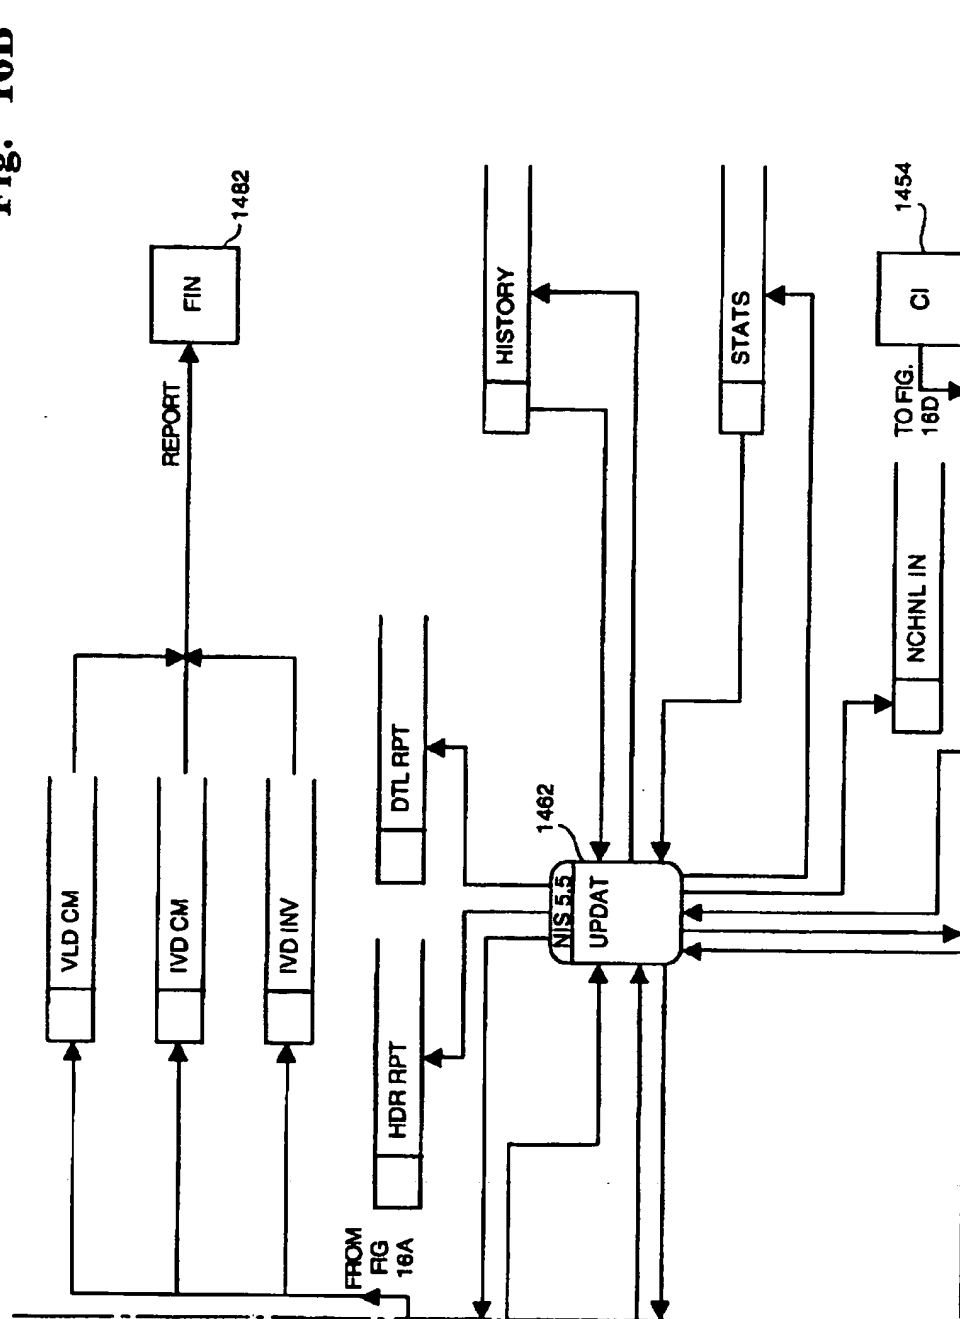 Fig. 16B
1482
FIN
REPORT
VLD CM
IVD CM
IVD INV
HISTORY
STATS
1454
CI
TO FIG.
16D
NCHNL IN
DTL RPT
1462
NIS 5.5
UPDAT
HDR RPT
FROM
FIG
16A